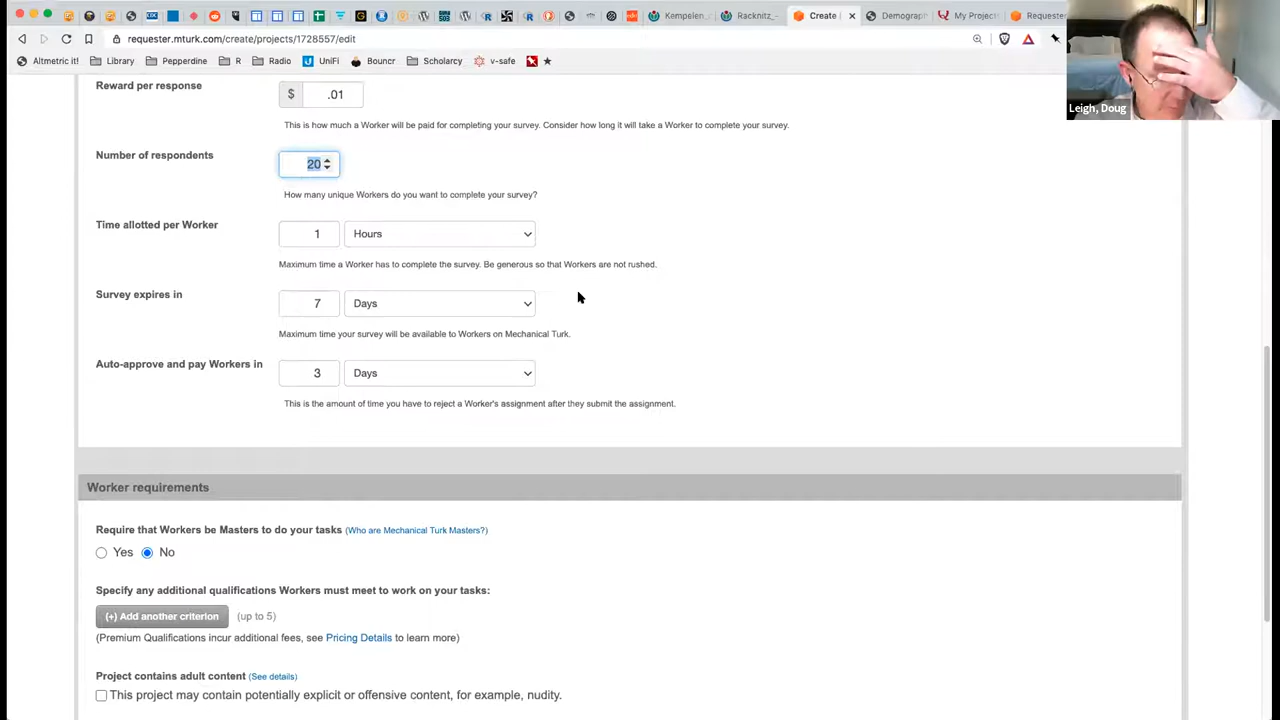 Kempelen_
Racknitz_
Create
Demograph
My Project
Requester
requester.mturk.com/create/projects/1728557/edit
Altmetric it!
Library
Pepperdine
R
Radio
UniFi
Bouncr
Scholarcy
v-safe
Leigh, Doug
Reward per response
$ .01
This is how much a Worker will be paid for completing your survey. Consider how long it will take a Worker to complete your survey.
Number of respondents
20
How many unique Workers do you want to complete your survey?
Time allotted per Worker
1 Hours
Maximum time a Worker has to complete the survey. Be generous so that Workers are not rushed.
Survey expires in
7 Days
Maximum time your survey will be available to Workers on Mechanical Turk.
Auto-approve and pay Workers in
3 Days
This is the amount of time you have to reject a Worker's assignment after they submit the assignment.
Worker requirements
Require that Workers be Masters to do your tasks (Who are Mechanical Turk Masters?)
Yes No
Specify any additional qualifications Workers must meet to work on your tasks:
(+) Add another criterion (up to 5)
(Premium Qualifications incur additional fees, see Pricing Details to learn more)
Project contains adult content (See details)
This project may contain potentially explicit or offensive content, for example, nudity.